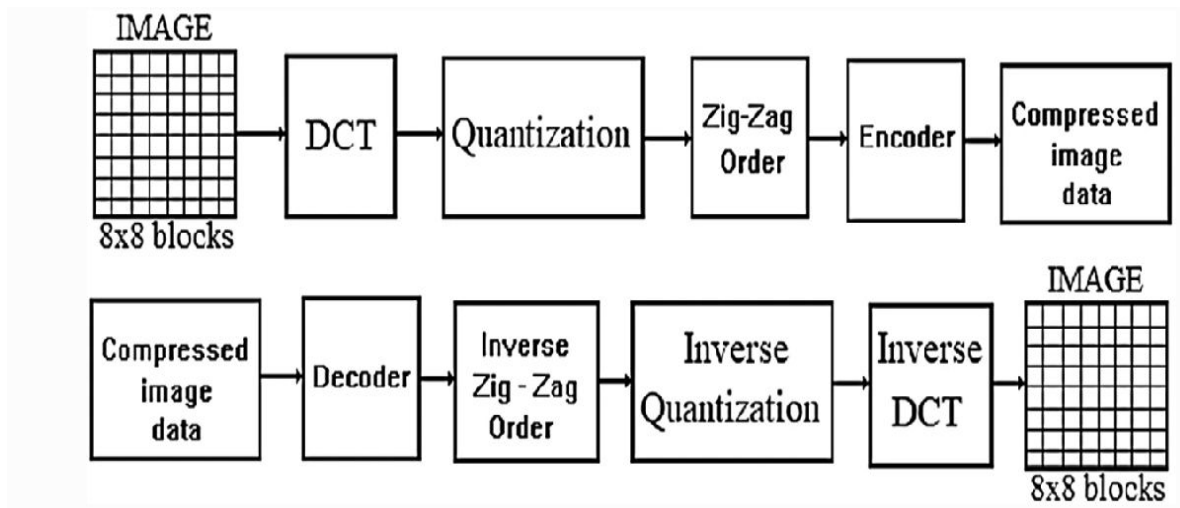 IMAGE
8x8 blocks
DCT
Quantization
Zig-Zag
Order
Encoder
Compressed
image
data
Compressed
image
data
Decoder
Inverse
Zig - Zag
Order
Inverse
Quantization
Inverse
DCT
IMAGE
8x8 blocks